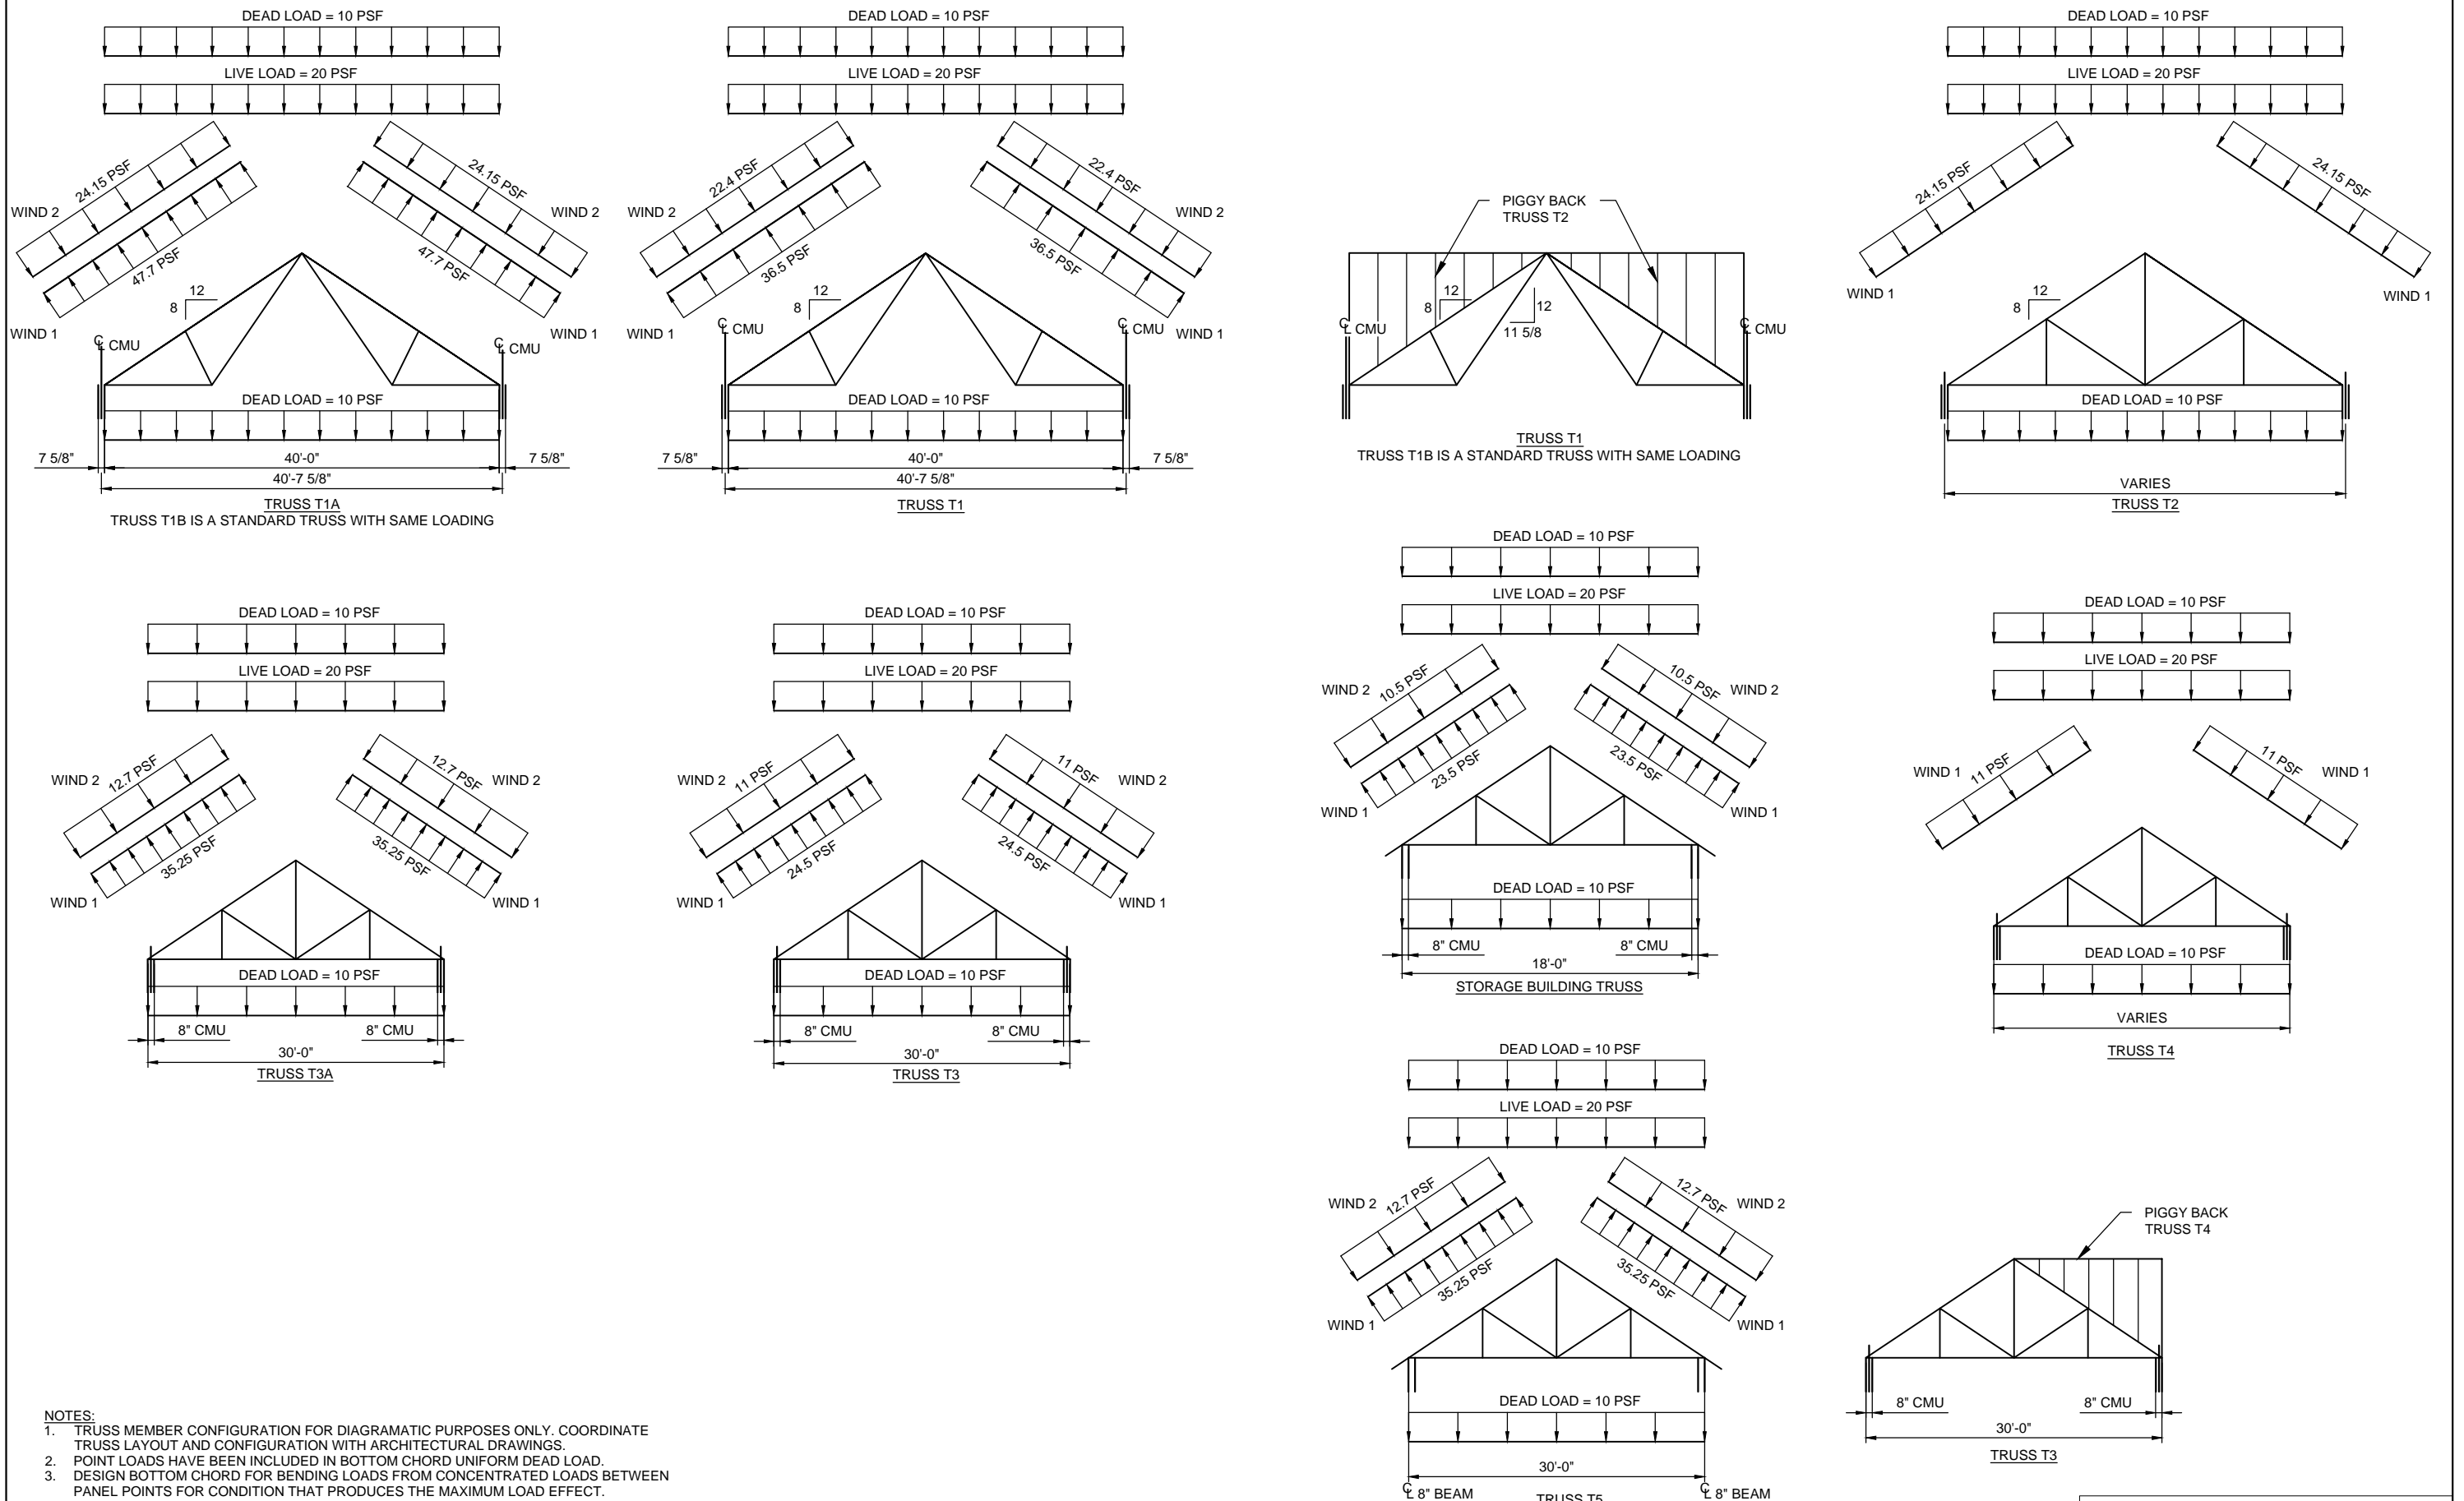 DEAD LOAD = 10 PSF
LIVE LOAD = 20 PSF
24.15 PSF
24.15 PSF
WIND 2
WIND 2
47.7 PSF
47.7 PSF
WIND 1
WIND 1
12
8
CL CMU
CL CMU
DEAD LOAD = 10 PSF
7 5/8"
40'-0"
7 5/8"
40'-7 5/8"
TRUSS T1A
TRUSS T1B IS A STANDARD TRUSS WITH SAME LOADING
DEAD LOAD = 10 PSF
LIVE LOAD = 20 PSF
22.4 PSF
22.4 PSF
WIND 2
WIND 2
36.5 PSF
36.5 PSF
WIND 1
WIND 1
12
8
CL CMU
CL CMU
DEAD LOAD = 10 PSF
7 5/8"
40'-0"
7 5/8"
40'-7 5/8"
TRUSS T1
PIGGY BACK
TRUSS T2
12
8
12
11 5/8
CL CMU
CL CMU
TRUSS T1
TRUSS T1B IS A STANDARD TRUSS WITH SAME LOADING
DEAD LOAD = 10 PSF
LIVE LOAD = 20 PSF
24.15 PSF
24.15 PSF
WIND 1
WIND 1
12
8
DEAD LOAD = 10 PSF
VARIES
TRUSS T2
DEAD LOAD = 10 PSF
LIVE LOAD = 20 PSF
12.7 PSF
12.7 PSF
WIND 2
WIND 2
35.25 PSF
35.25 PSF
WIND 1
WIND 1
DEAD LOAD = 10 PSF
8" CMU
8" CMU
30'-0"
TRUSS T3A
DEAD LOAD = 10 PSF
LIVE LOAD = 20 PSF
11 PSF
11 PSF
WIND 2
WIND 2
24.5 PSF
24.5 PSF
WIND 1
WIND 1
DEAD LOAD = 10 PSF
8" CMU
8" CMU
30'-0"
TRUSS T3
DEAD LOAD = 10 PSF
LIVE LOAD = 20 PSF
10.5 PSF
10.5 PSF
WIND 2
WIND 2
23.5 PSF
23.5 PSF
WIND 1
WIND 1
DEAD LOAD = 10 PSF
8" CMU
8" CMU
18'-0"
STORAGE BUILDING TRUSS
DEAD LOAD = 10 PSF
LIVE LOAD = 20 PSF
WIND 1
11 PSF
11 PSF
WIND 1
DEAD LOAD = 10 PSF
VARIES
TRUSS T4
DEAD LOAD = 10 PSF
LIVE LOAD = 20 PSF
12.7 PSF
12.7 PSF
WIND 2
WIND 2
35.25 PSF
35.25 PSF
WIND 1
WIND 1
DEAD LOAD = 10 PSF
30'-0"
CL 8" BEAM
CL 8" BEAM
TRUSS T5
PIGGY BACK
TRUSS T4
8" CMU
8" CMU
30'-0"
TRUSS T3
NOTES:
1. TRUSS MEMBER CONFIGURATION FOR DIAGRAMATIC PURPOSES ONLY. COORDINATE
TRUSS LAYOUT AND CONFIGURATION WITH ARCHITECTURAL DRAWINGS.
2. POINT LOADS HAVE BEEN INCLUDED IN BOTTOM CHORD UNIFORM DEAD LOAD.
3. DESIGN BOTTOM CHORD FOR BENDING LOADS FROM CONCENTRATED LOADS BETWEEN
PANEL POINTS FOR CONDITION THAT PRODUCES THE MAXIMUM LOAD EFFECT.